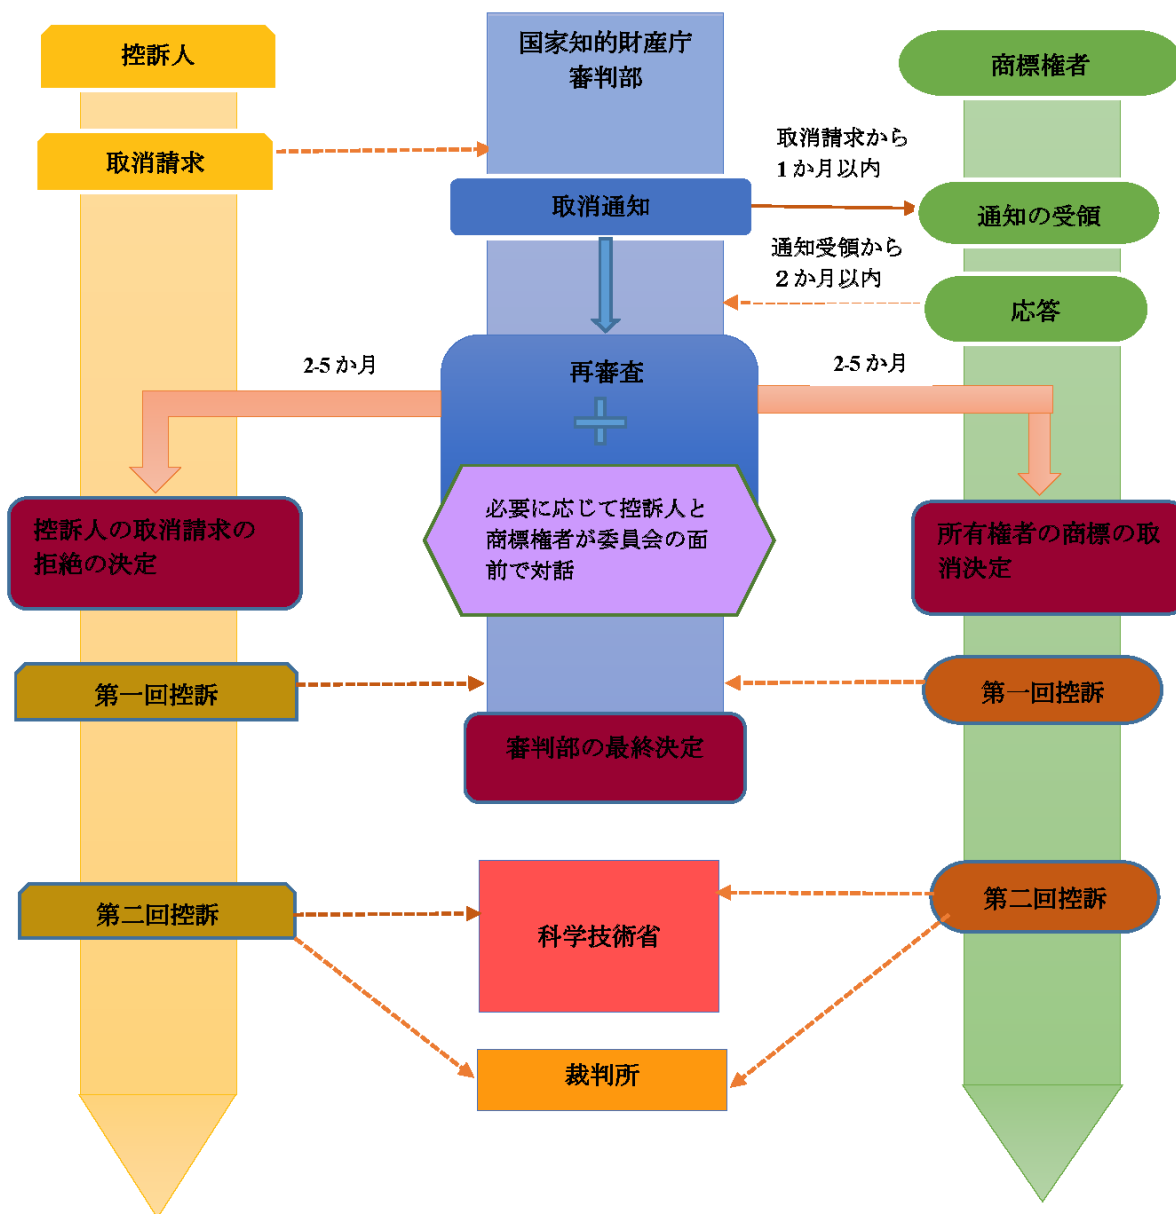 控訴人
国家知的財産庁
審判部
商標権者
取消請求
取消請求から
1 か月以内
取消通知
通知の受領
通知受領から
２か月以内
応答
2-5 か月
再審査
2-5 か月
控訴人の取消請求の
拒絶の決定
必要に応じて控訴人と
商標権者が委員会の面
前で対話
所有権者の商標の取
消決定
第一回控訴
第一回控訴
審判部の最終決定
第二回控訴
第二回控訴
科学技術省
裁判所